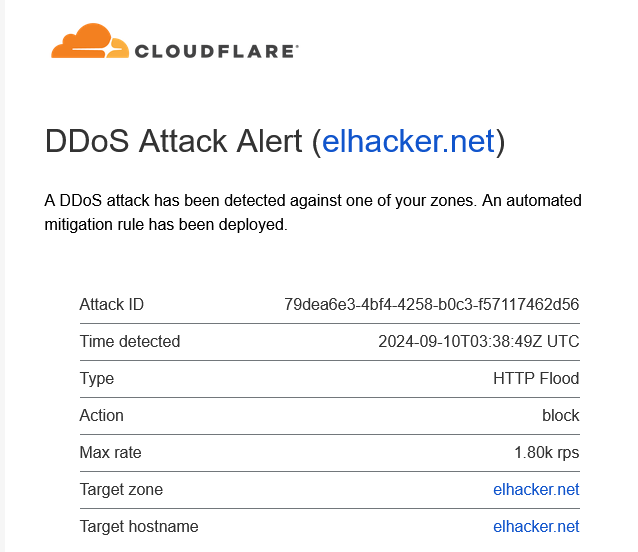 CLOUDFLARE
DDoS Attack Alert (elhacker.net)
A DDoS attack has been detected against one of your zones. An automated
mitigation rule has been deployed.
Attack ID 79dea6e3-4bf4-4258-b0c3-f57117462d56
Time detected 2024-09-10T03:38:49Z UTC
Type HTTP Flood
Action block
Max rate 1.80k rps
Target zone elhacker.net
Target hostname elhacker.net